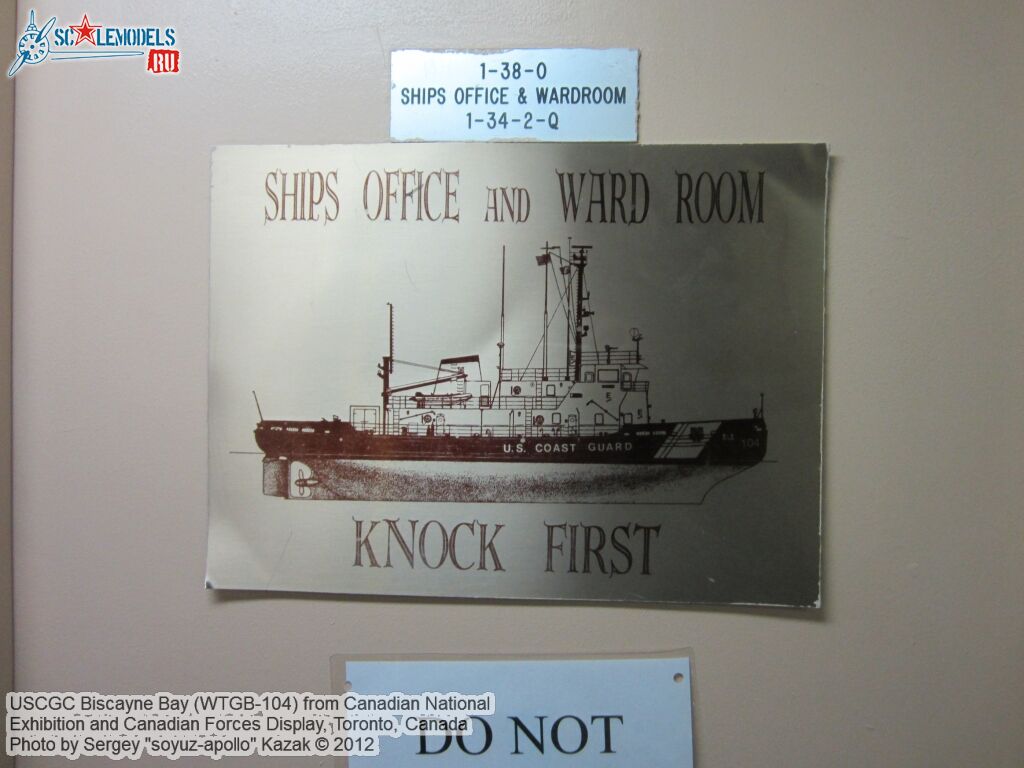 SCALEMODELS
RU
1-38-0
SHIPS OFFICE & WARDROOM
1-34-2-Q
SHIPS OFFICE AND WARD ROOM
U.S. COAST GUARD
104
KNOCK FIRST
DO NOT
USCGC Biscayne Bay (WTGB-104) from Canadian National
Exhibition and Canadian Forces Display, Toronto, Canada
Photo by Sergey "soyuz-apollo" Kazak © 2012